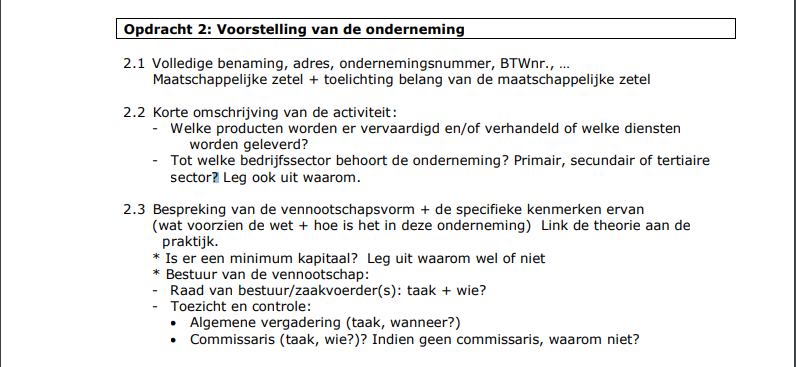 Opdracht 2: Voorstelling van de onderneming
2.1 Volledige benaming, adres, ondernemingsnummer, BTWnr., …
Maatschappelijke zetel + toelichting belang van de maatschappelijke zetel
2.2 Korte omschrijving van de activiteit:
- Welke producten worden er vervaardigd en/of verhandeld of welke diensten
worden geleverd?
- Tot welke bedrijfssector behoort de onderneming? Primair, secundair of tertiaire
sector? Leg ook uit waarom.
2.3 Bespreking van de vennootschapsvorm + de specifieke kenmerken ervan
(wat voorzien de wet + hoe is het in deze onderneming) Link de theorie aan de
praktijk.
* Is er een minimum kapitaal? Leg uit waarom wel of niet
* Bestuur van de vennootschap:
- Raad van bestuur/zaakvoerder(s): taak + wie?
- Toezicht en controle:
• Algemene vergadering (taak, wanneer?)
• Commissaris (taak, wie?)? Indien geen commissaris, waarom niet?